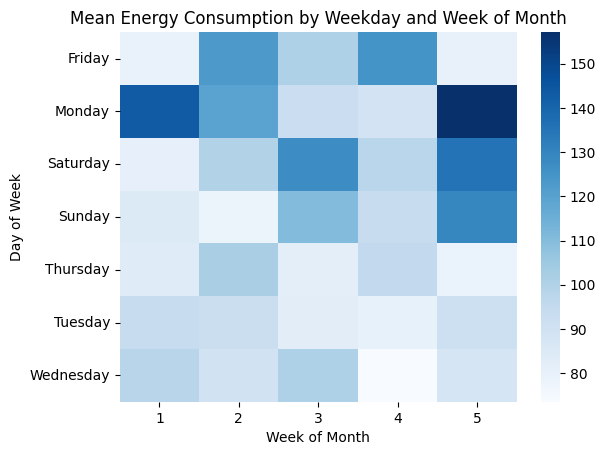 Mean Energy Consumption by Weekday and Week of Month
Day of Week
Friday
Monday
Saturday
Sunday
Thursday
Tuesday
Wednesday
1 2 3 4 5
Week of Month
150
140
130
120
110
100
90
80